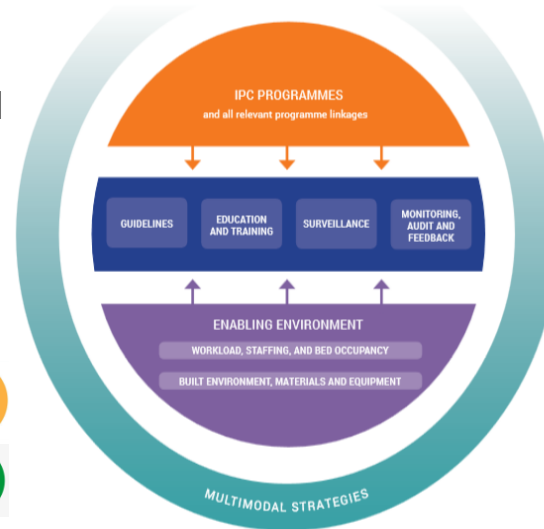 IPC PROGRAMMES
and all relevant programme linkages
GUIDELINES
EDUCATION
AND TRAINING
SURVEILLANCE
MONITORING,
AUDIT AND
FEEDBACK
ENABLING ENVIRONMENT
WORKLOAD, STAFFING, AND BED OCCUPANCY
BUILT ENVIRONMENT, MATERIALS AND EQUIPMENT
MULTIMODAL STRATEGIES